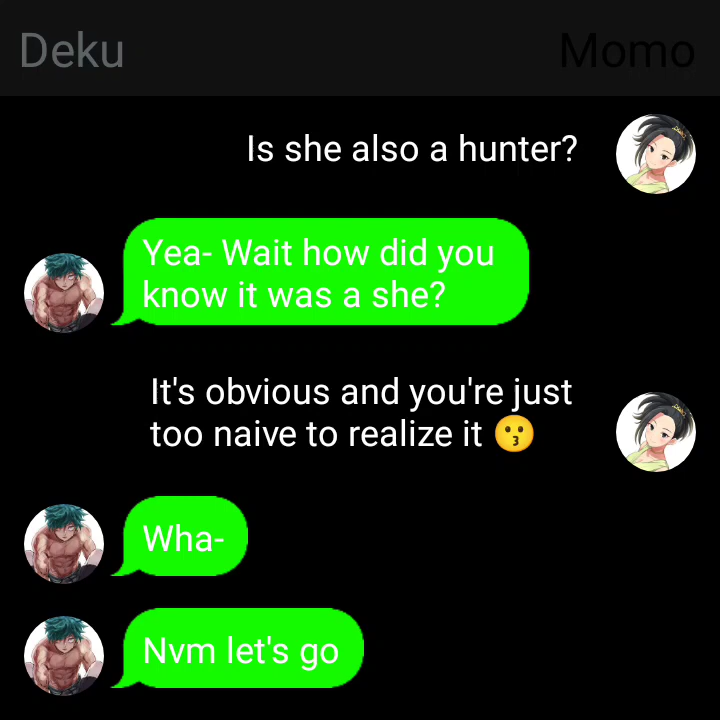 Deku
Momo
Is she also a hunter?
Yea- Wait how did you
know it was a she?
It's obvious and you're just
too naive to realize it 😗
Wha-
Nvm let's go